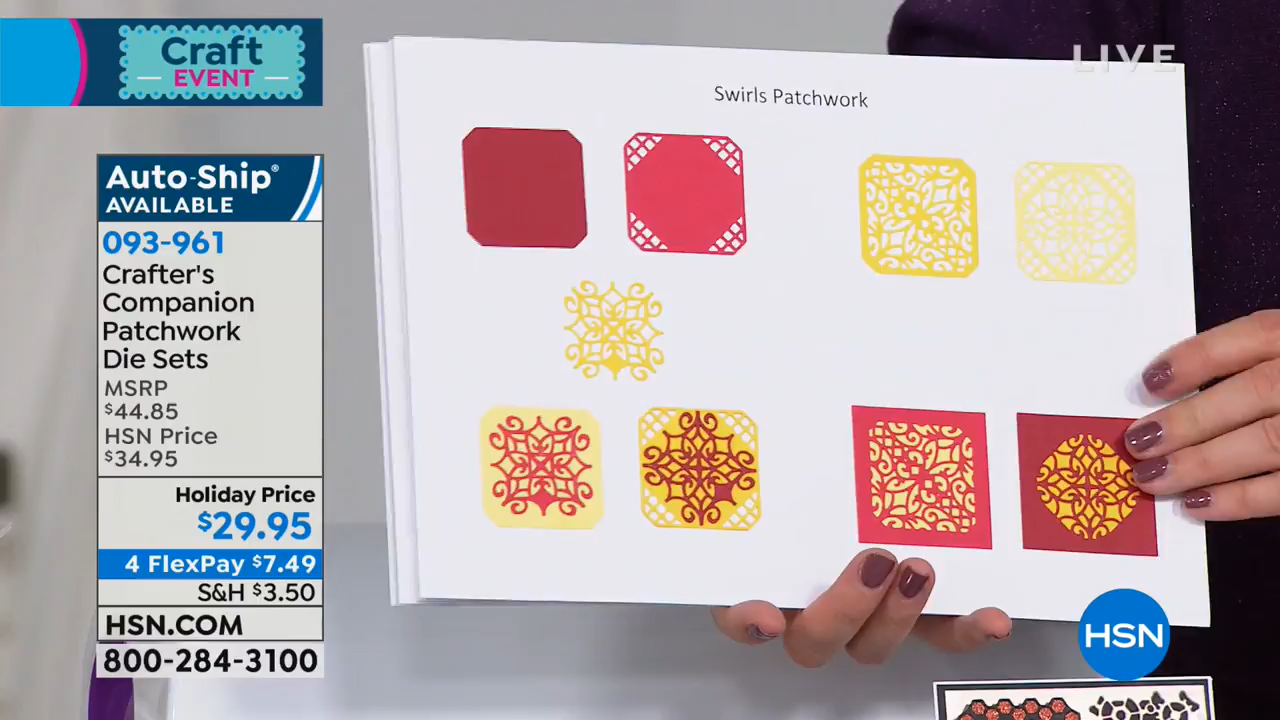 Craft
EVENT
LIVE
Swirls Patchwork
Auto-Ship®
AVAILABLE
093-961
Crafter's
Companion
Patchwork
Die Sets
MSRP
$44.85
HSN Price
$34.95
Holiday Price
$29.95
4 FlexPay $7.49
S&H $3.50
HSN.COM
800-284-3100
HSN